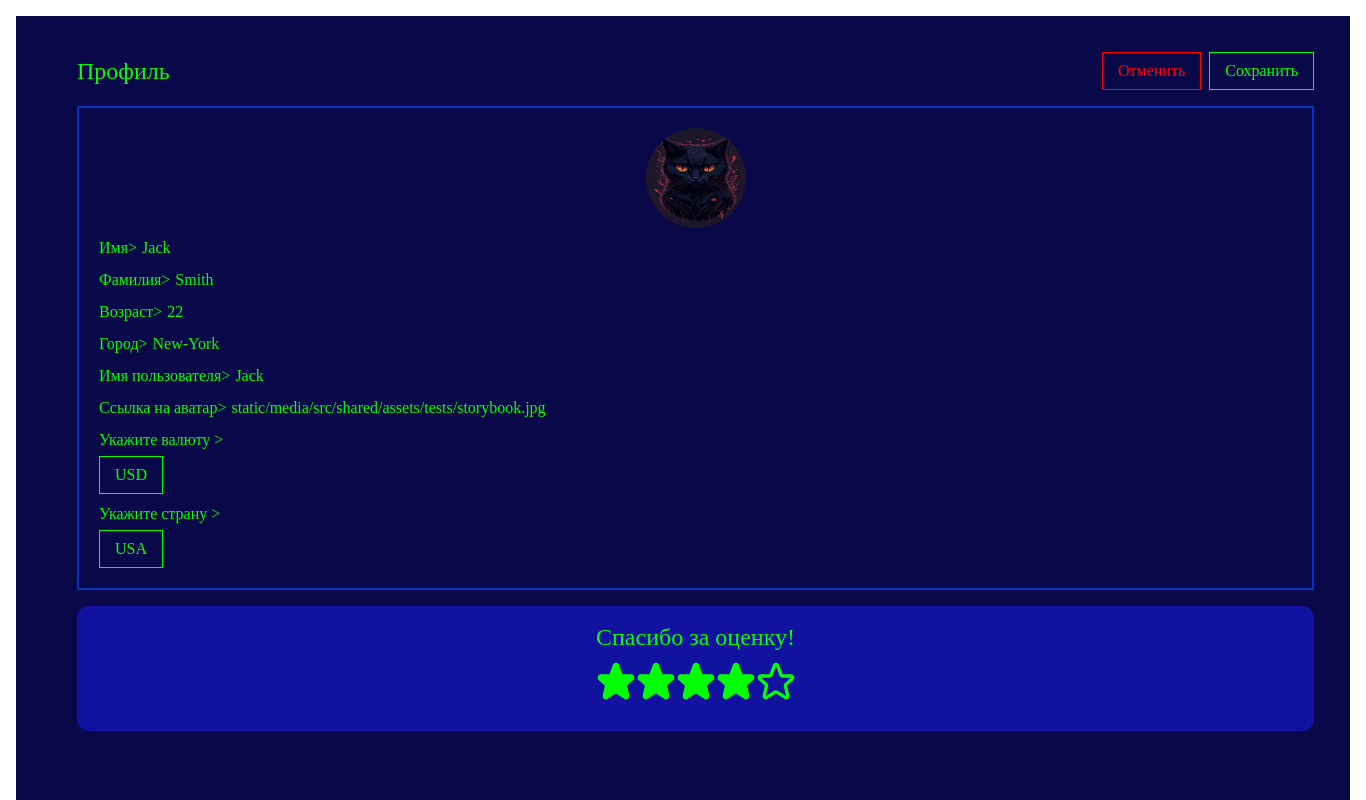 Профиль
Отменить
Сохранить
Имя> Jack
Фамилия> Smith
Возраст> 22
Город> New-York
Имя пользователя> Jack
Ссылка на аватар> static/media/src/shared/assets/tests/storybook.jpg
Укажите валюту >
USD
Укажите страну >
USA
Спасибо за оценку!